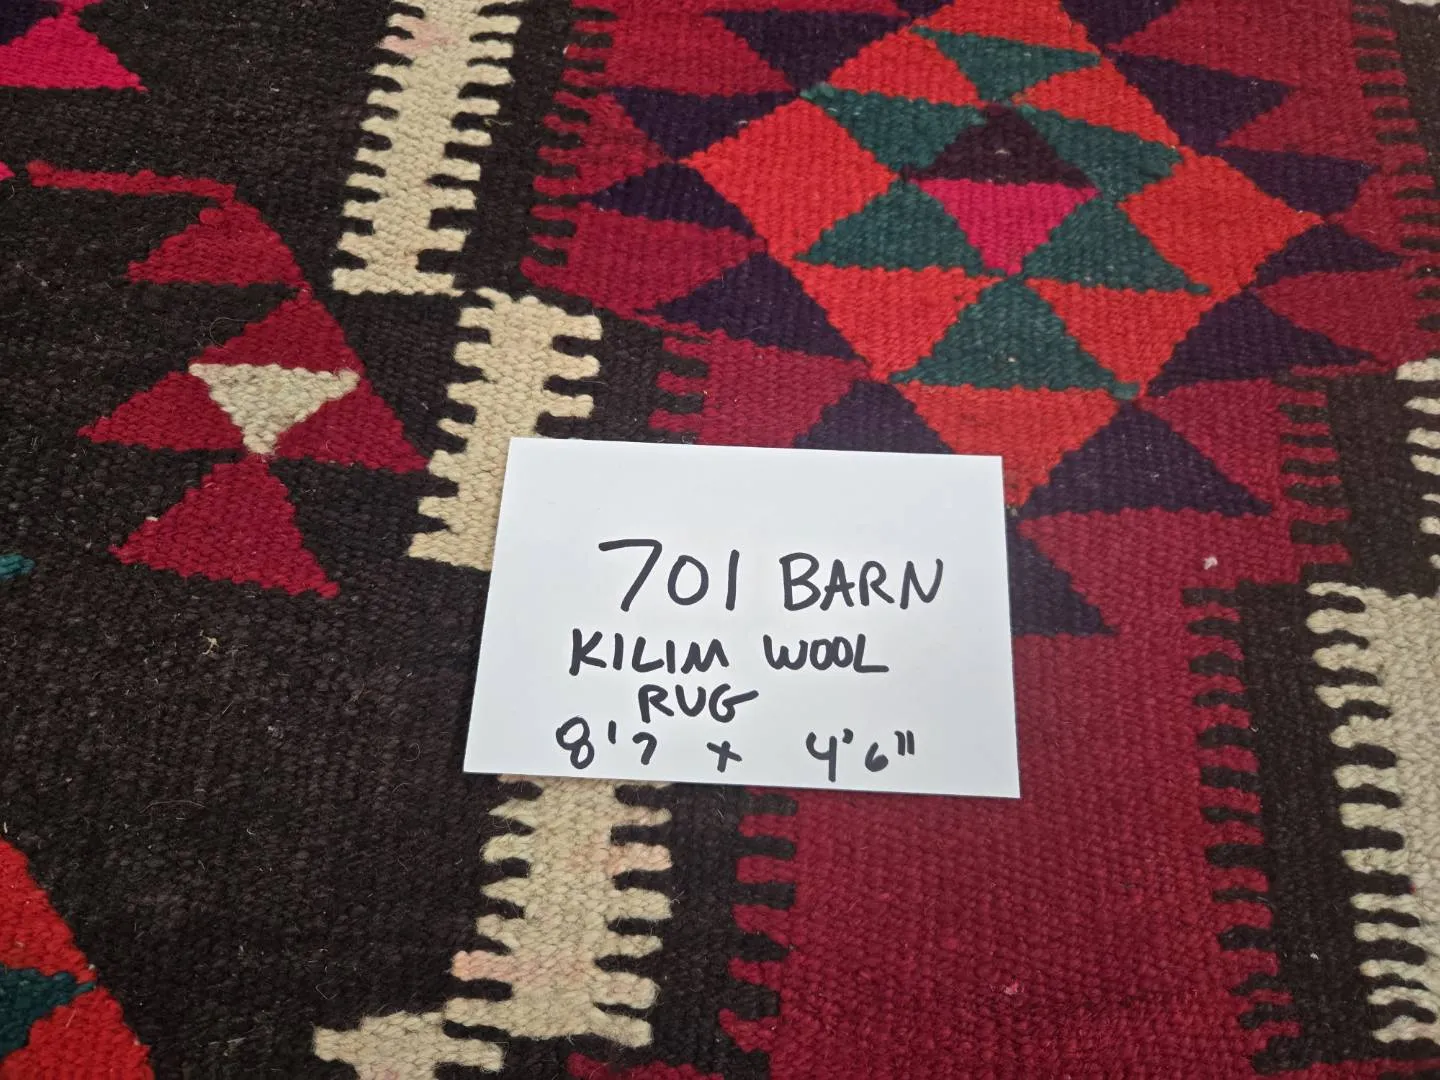 701 BARN
KILIM WOOL
RUG
8'7 x 4'6"